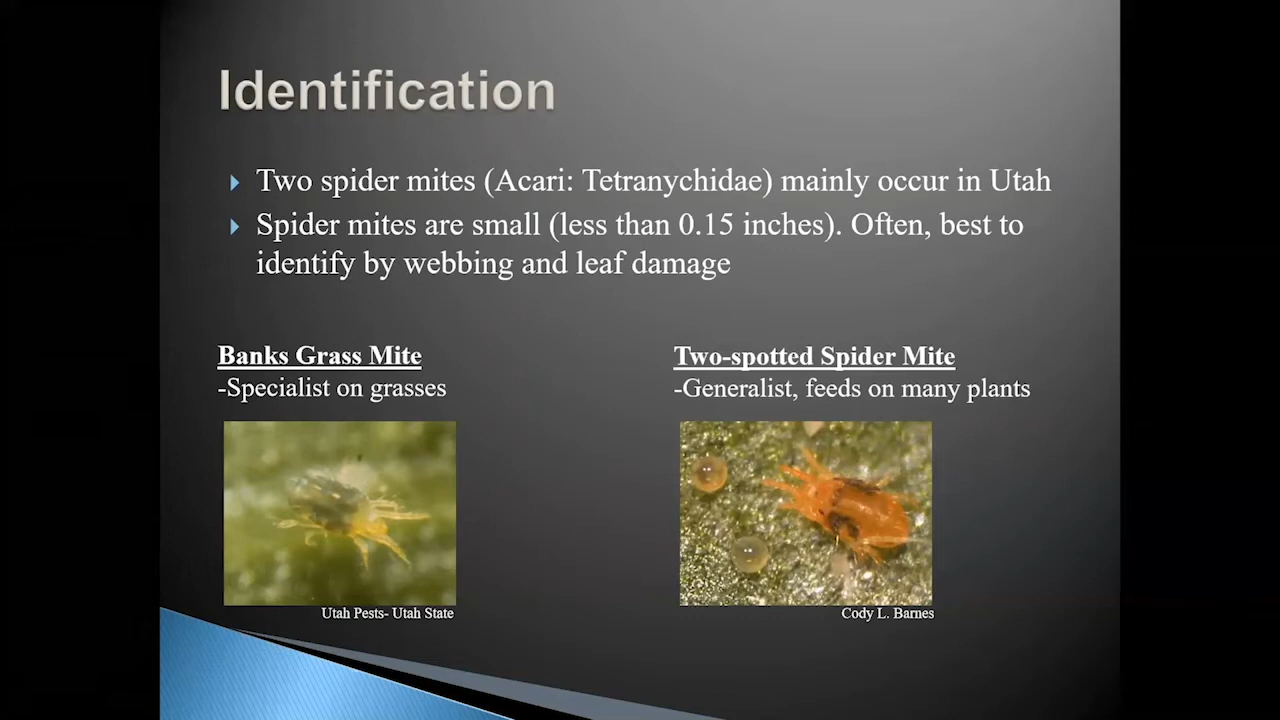 Identification
Two spider mites (Acari: Tetranychidae) mainly occur in Utah
Spider mites are small (less than 0.15 inches). Often, best to
identify by webbing and leaf damage
Banks Grass Mite
-Specialist on grasses
Utah Pests- Utah State
Two-spotted Spider Mite
-Generalist, feeds on many plants
Cody L. Barnes